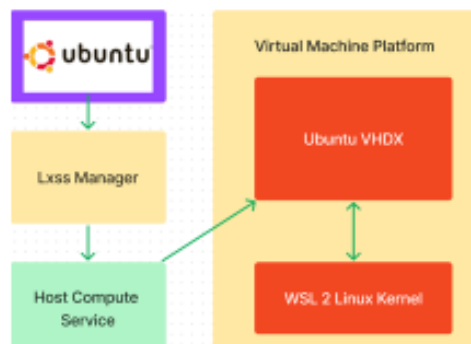 ubuntu
Lxss Manager
Host Compute
Service
Virtual Machine Platform
Ubuntu VHDX
WSL 2 Linux Kernel